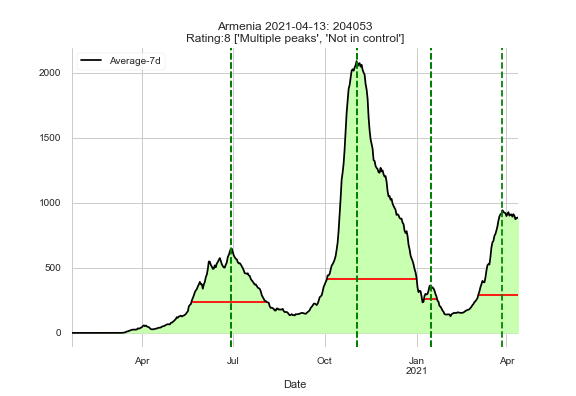 Armenia 2021-04-13: 204053
Rating:8 ['Multiple peaks', 'Not in control']
Average-7d
2000
1500
1000
500
0
Apr
Jul
Oct
Jan
2021
Apr
Date